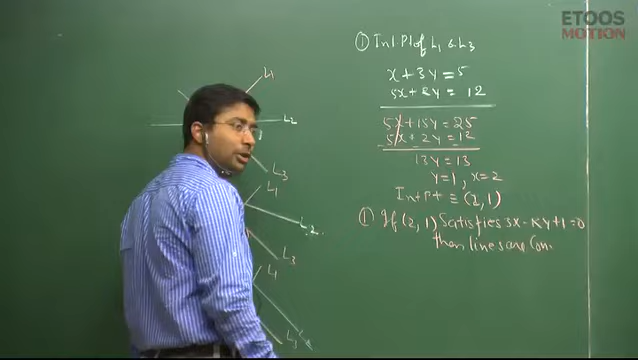 ETOOS
MOTION
① Int. Pt of L₁ & L₃
x + 3y = 5
5x + 2y = 12
5x + 15y = 25
5x + 2y = 12
13y = 13
y = 1, x = 2
Int Pt ≡ (2, 1)
① If (2, 1) Satisfies 3x - Ky + 1 = 0
then lines are Con
L₁
L₂
L₃
L₁
L₂
L₃
L₁